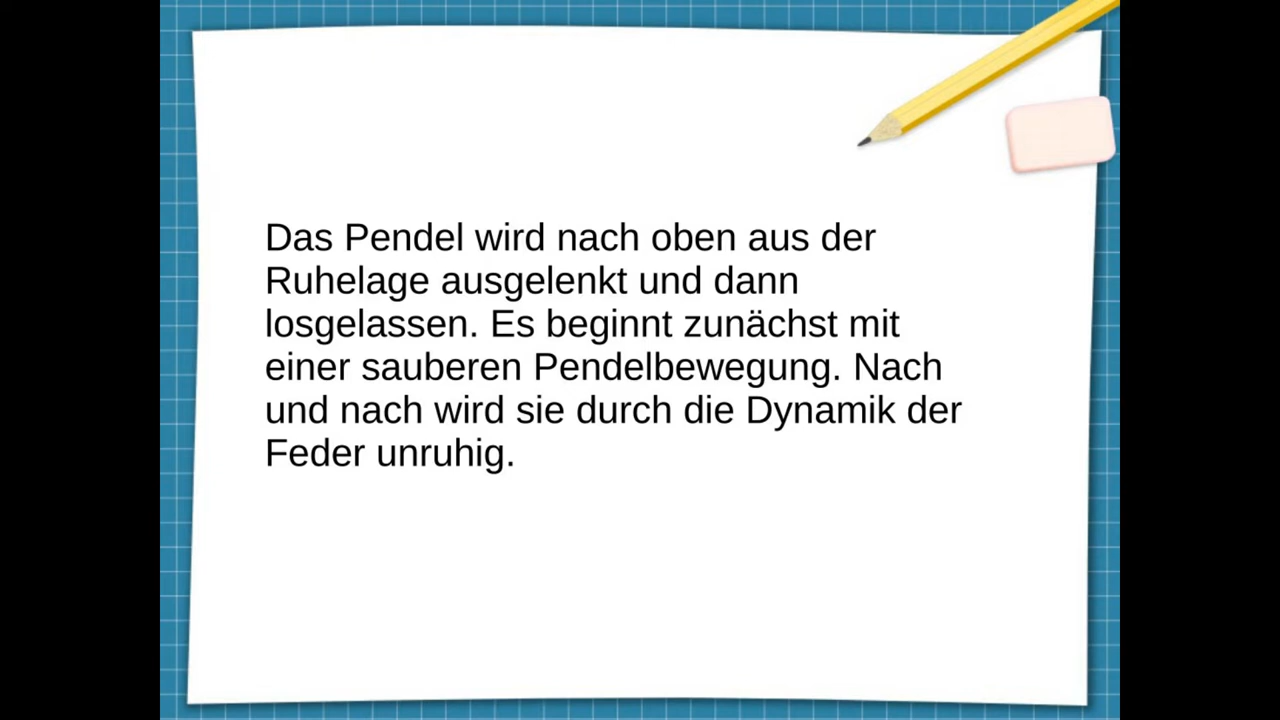 Das Pendel wird nach oben aus der
Ruhelage ausgelenkt und dann
losgelassen. Es beginnt zunächst mit
einer sauberen Pendelbewegung. Nach
und nach wird sie durch die Dynamik der
Feder unruhig.